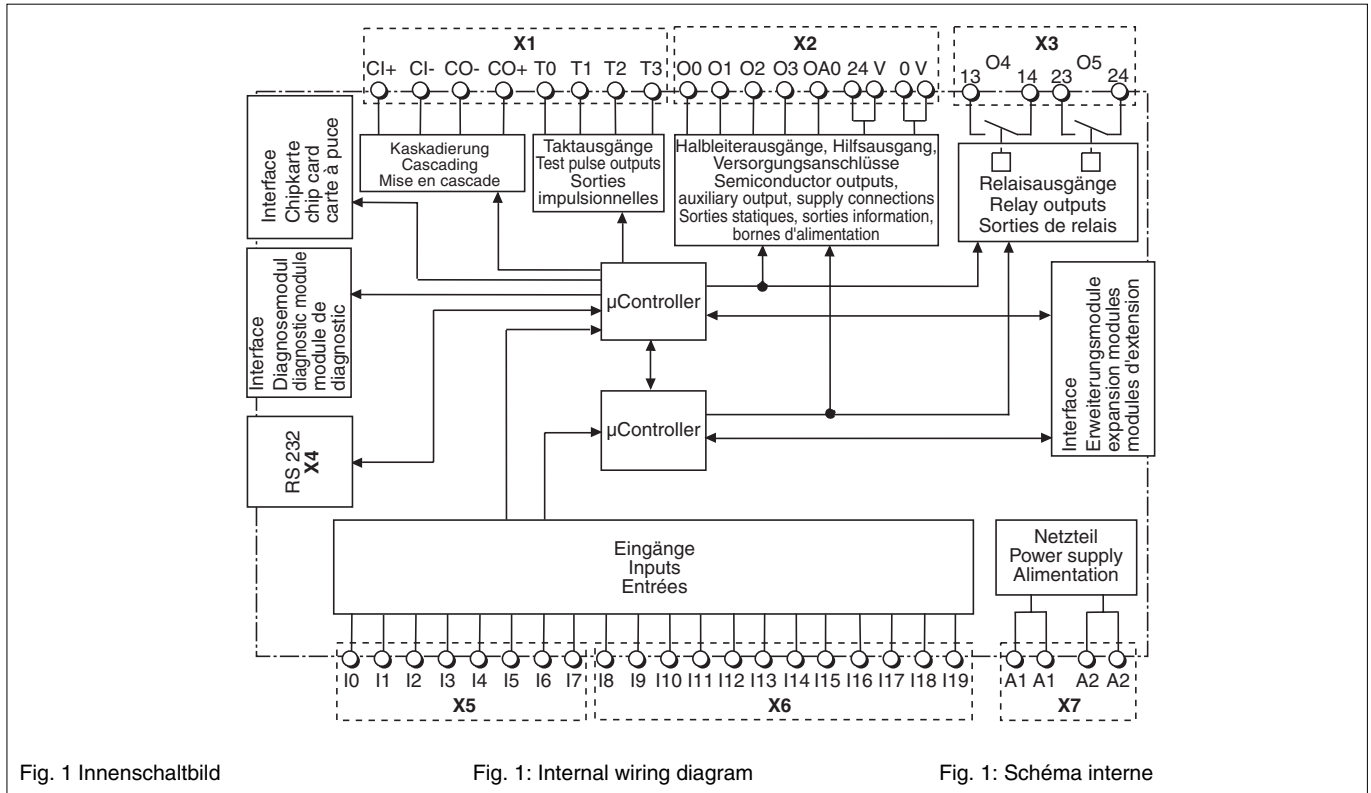 X1
X2
X3
CI+ CI- CO- CO+ T0 T1 T2 T3
O0 O1 O2 O3 OA0 24 V 0 V
O4 O5
13 14 23 24
Interface
Chipkarte
chip card
carte à puce
Kaskadierung
Cascading
Mise en cascade
Taktausgänge
Test pulse outputs
Sorties
impulsionnelles
Halbleiterausgänge, Hilfsausgang,
Versorgungsanschlüsse
Semiconductor outputs,
auxiliary output, supply connections
Sorties statiques, sorties information,
bornes d'alimentation
Relaisausgänge
Relay outputs
Sorties de relais
Interface
Diagnosemodul
diagnostic module
module de
diagnostic
µController
µController
Interface
Erweiterungsmodule
expansion modules
modules d'extension
RS 232
X4
Eingänge
Inputs
Entrées
Netzteil
Power supply
Alimentation
I0 I1 I2 I3 I4 I5 I6 I7
I8 I9 I10 I11 I12 I13 I14 I15 I16 I17 I18 I19
A1 A1 A2 A2
X5
X6
X7
Fig. 1 Innenschaltbild
Fig. 1: Internal wiring diagram
Fig. 1: Schéma interne